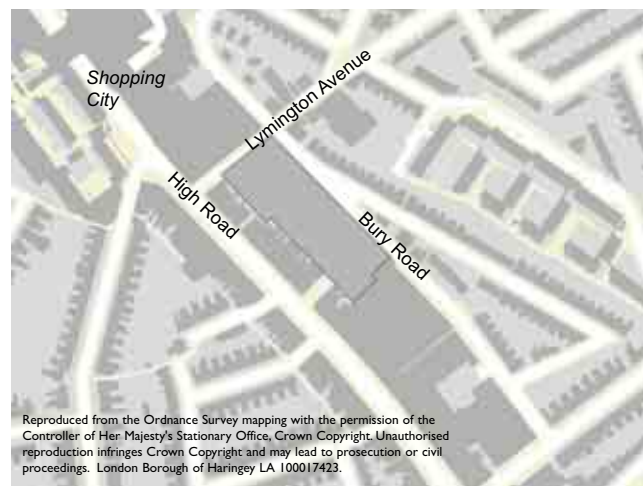 Shopping
City
Lymington Avenue
High Road
Bury Road
Reproduced from the Ordnance Survey mapping with the permission of the
Controller of Her Majesty's Stationary Office, Crown Copyright. Unauthorised
reproduction infringes Crown Copyright and may lead to prosecution or civil
proceedings.  London Borough of Haringey LA 100017423.